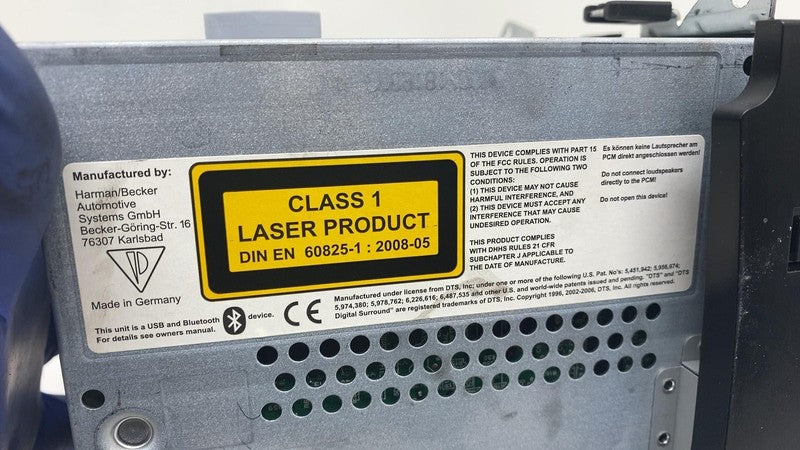 Manufactured by:
Harman/Becker
Automotive
Systems GmbH
Becker-Göring-Str. 16
76307 Karlsbad
Made in Germany
This unit is a USB and Bluetooth device.
For details see owners manual.
CLASS 1
LASER PRODUCT
DIN EN 60825-1 : 2008-05
CE
THIS DEVICE COMPLIES WITH PART 15
OF THE FCC RULES. OPERATION IS
SUBJECT TO THE FOLLOWING TWO
CONDITIONS:
(1) THIS DEVICE MAY NOT CAUSE
HARMFUL INTERFERENCE, AND
(2) THIS DEVICE MUST ACCEPT ANY
INTERFERENCE THAT MAY CAUSE
UNDESIRED OPERATION.
THIS PRODUCT COMPLIES
WITH DHHS RULES 21 CFR
SUBCHAPTER J APPLICABLE TO
THE DATE OF MANUFACTURE.
Es können keine Lautsprecher am
PCM direkt angeschlossen werden!
Do not connect loudspeakers
directly to the PCM!
Do not open this device!
Manufactured under license from DTS, Inc; under one or more of the following U.S. Pat. No's: 5,451,942; 5,956,674;
5,974,380; 5,978,762; 6,226,616; 6,487,535 and other U.S. and world-wide patents issued and pending. "DTS" and "DTS
Digital Surround" are registered trademarks of DTS, Inc. Copyright 1996, 2002-2006, DTS, Inc. All rights reserved.